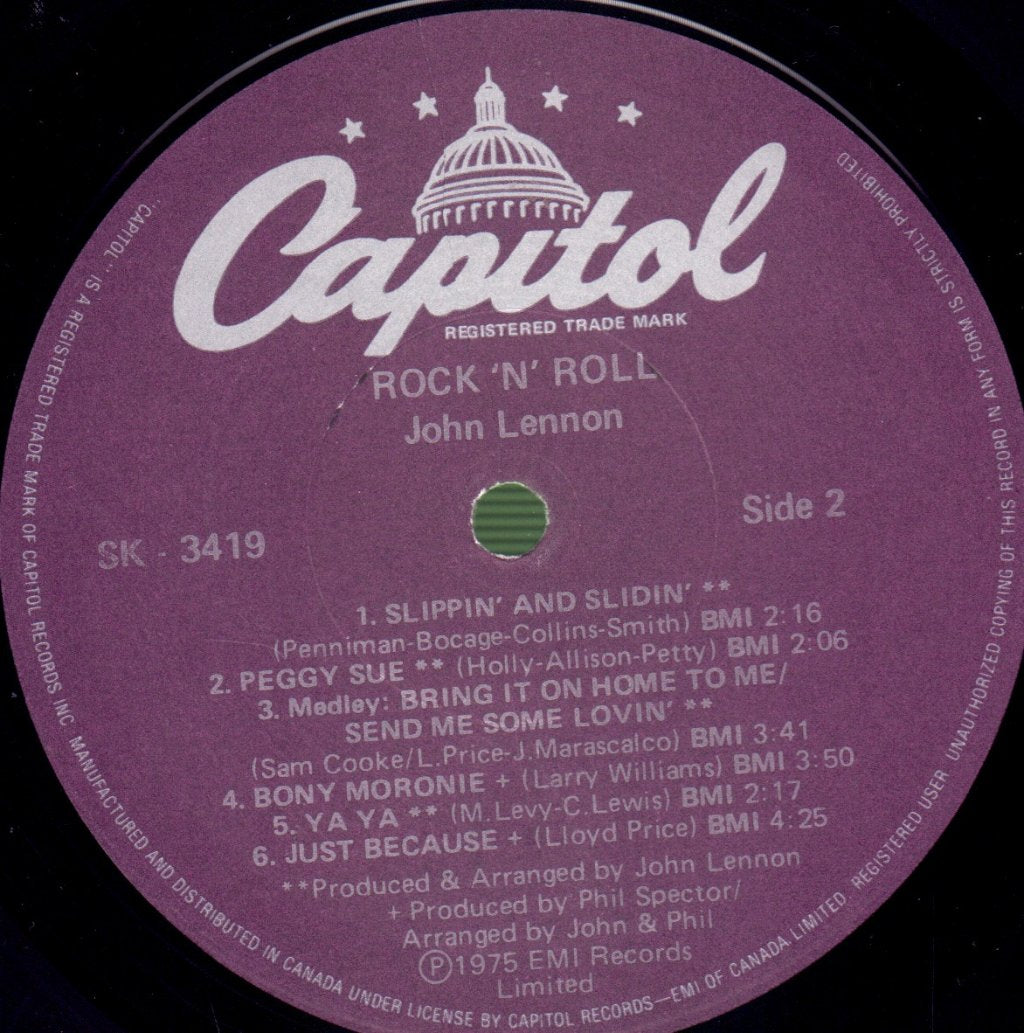 Capitol
REGISTERED TRADE MARK
ROCK 'N' ROLL
John Lennon
SK - 3419
Side 2
1. SLIPPIN' AND SLIDIN' **
(Penniman-Bocage-Collins-Smith) BMI 2:16
2. PEGGY SUE ** (Holly-Allison-Petty) BMI 2:06
3. Medley: BRING IT ON HOME TO ME/
SEND ME SOME LOVIN' **
(Sam Cooke/L.Price-J.Marascalco) BMI 3:41
4. BONY MORONIE + (Larry Williams) BMI 3:50
5. YA YA ** (M.Levy-C.Lewis) BMI 2:17
6. JUST BECAUSE + (Lloyd Price) BMI 4:25
**Produced & Arranged by John Lennon
+ Produced by Phil Spector/
Arranged by John & Phil
Ⓟ1975 EMI Records
Limited
"CAPITOL" IS A REGISTERED TRADE MARK OF CAPITOL RECORDS INC. MANUFACTURED AND DISTRIBUTED IN CANADA UNDER LICENSE BY CAPITOL RECORDS—EMI OF CANADA LIMITED REGISTERED USER UNAUTHORIZED COPYING OF THIS RECORD IN ANY FORM IS STRICTLY PROHIBITED